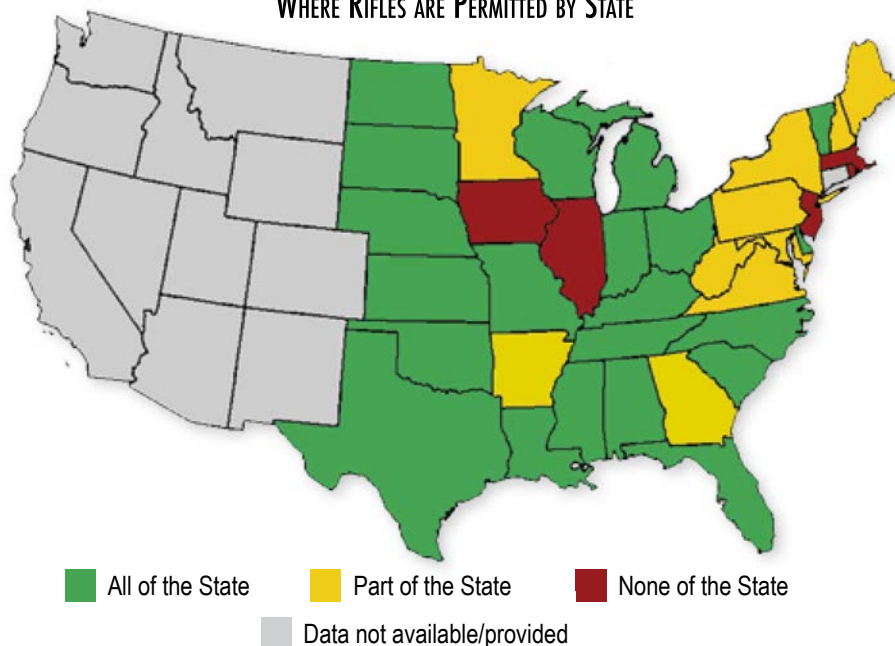 WHERE RIFLES ARE PERMITTED BY STATE
All of the State
Part of the State
None of the State
Data not available/provided